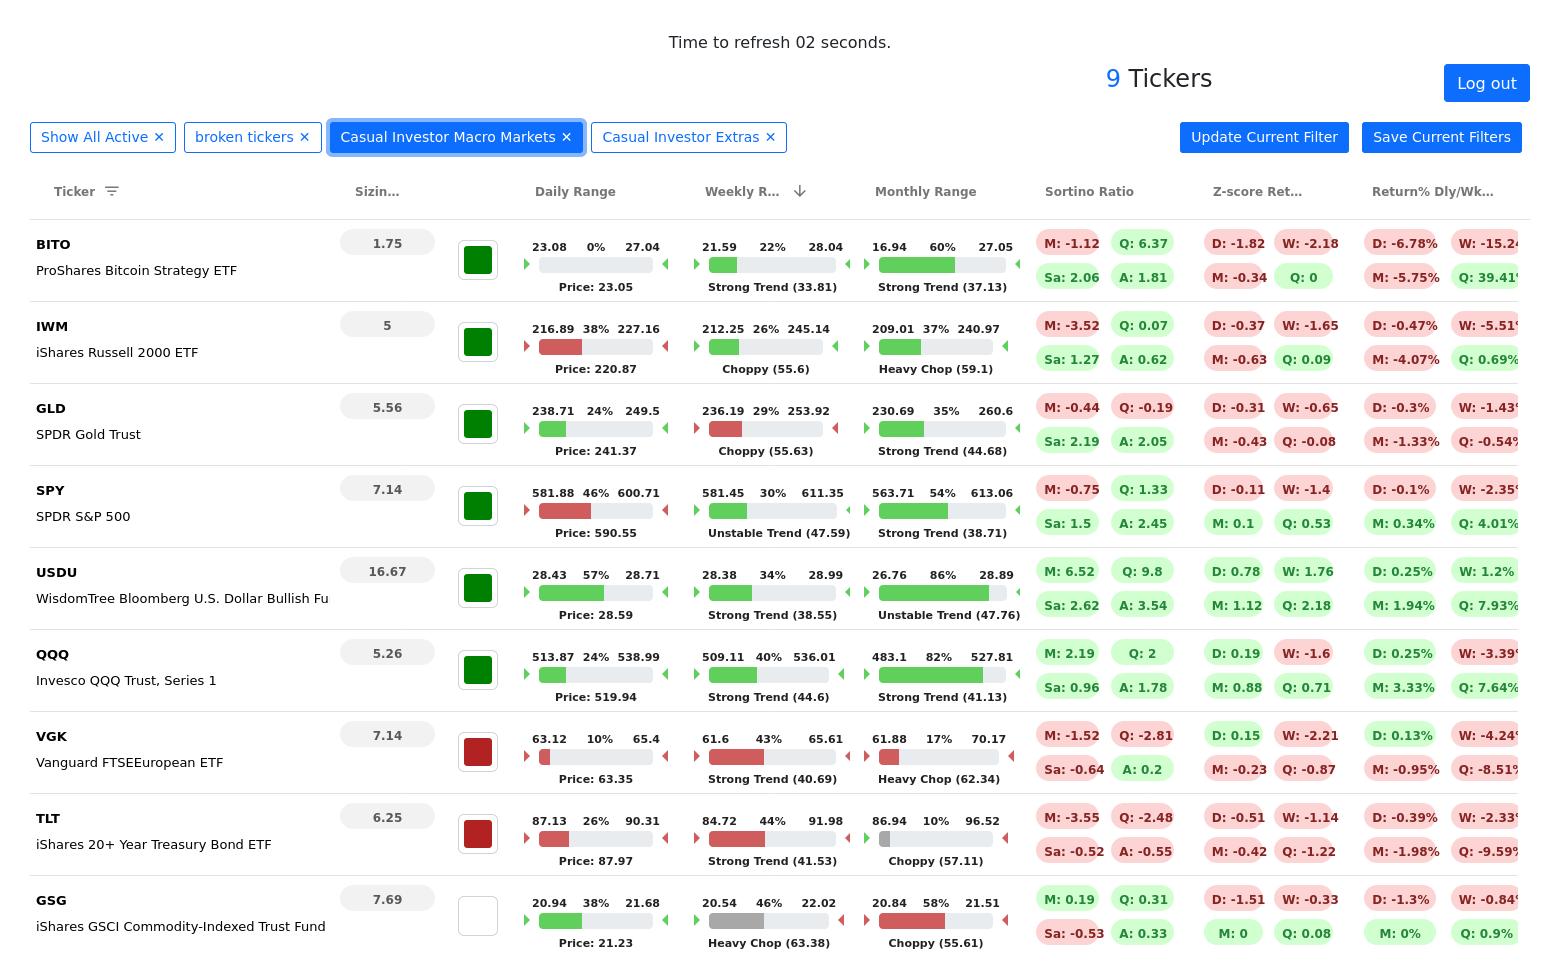 Time to refresh 02 seconds.
9 Tickers
Log out
Show All Active ✕ broken tickers ✕ Casual Investor Macro Markets ✕ Casual Investor Extras ✕ Update Current Filter Save Current Filters
Ticker Sizin... Daily Range Weekly R... Monthly Range Sortino Ratio Z-score Ret... Return% Dly/Wk...
BITO 1.75 23.08 0% 27.04 21.59 22% 28.04 16.94 60% 27.05 M: -1.12 Q: 6.37 D: -1.82 W: -2.18 D: -6.78% W: -15.24
ProShares Bitcoin Strategy ETF Price: 23.05 Strong Trend (33.81) Strong Trend (37.13) Sa: 2.06 A: 1.81 M: -0.34 Q: 0 M: -5.75% Q: 39.41%
IWM 5 216.89 38% 227.16 212.25 26% 245.14 209.01 37% 240.97 M: -3.52 Q: 0.07 D: -0.37 W: -1.65 D: -0.47% W: -5.51%
iShares Russell 2000 ETF Price: 220.87 Choppy (55.6) Heavy Chop (59.1) Sa: 1.27 A: 0.62 M: -0.63 Q: 0.09 M: -4.07% Q: 0.69%
GLD 5.56 238.71 24% 249.5 236.19 29% 253.92 230.69 35% 260.6 M: -0.44 Q: -0.19 D: -0.31 W: -0.65 D: -0.3% W: -1.43%
SPDR Gold Trust Price: 241.37 Choppy (55.63) Strong Trend (44.68) Sa: 2.19 A: 2.05 M: -0.43 Q: -0.08 M: -1.33% Q: -0.54%
SPY 7.14 581.88 46% 600.71 581.45 30% 611.35 563.71 54% 613.06 M: -0.75 Q: 1.33 D: -0.11 W: -1.4 D: -0.1% W: -2.35%
SPDR S&P 500 Price: 590.55 Unstable Trend (47.59) Strong Trend (38.71) Sa: 1.5 A: 2.45 M: 0.1 Q: 0.53 M: 0.34% Q: 4.01%
USDU 16.67 28.43 57% 28.71 28.38 34% 28.99 26.76 86% 28.89 M: 6.52 Q: 9.8 D: 0.78 W: 1.76 D: 0.25% W: 1.2%
WisdomTree Bloomberg U.S. Dollar Bullish Fu Price: 28.59 Strong Trend (38.55) Unstable Trend (47.76) Sa: 2.62 A: 3.54 M: 1.12 Q: 2.18 M: 1.94% Q: 7.93%
QQQ 5.26 513.87 24% 538.99 509.11 40% 536.01 483.1 82% 527.81 M: 2.19 Q: 2 D: 0.19 W: -1.6 D: 0.25% W: -3.39%
Invesco QQQ Trust, Series 1 Price: 519.94 Strong Trend (44.6) Strong Trend (41.13) Sa: 0.96 A: 1.78 M: 0.88 Q: 0.71 M: 3.33% Q: 7.64%
VGK 7.14 63.12 10% 65.4 61.6 43% 65.61 61.88 17% 70.17 M: -1.52 Q: -2.81 D: 0.15 W: -2.21 D: 0.13% W: -4.24%
Vanguard FTSEEuropean ETF Price: 63.35 Strong Trend (40.69) Heavy Chop (62.34) Sa: -0.64 A: 0.2 M: -0.23 Q: -0.87 M: -0.95% Q: -8.51%
TLT 6.25 87.13 26% 90.31 84.72 44% 91.98 86.94 10% 96.52 M: -3.55 Q: -2.48 D: -0.51 W: -1.14 D: -0.39% W: -2.33%
iShares 20+ Year Treasury Bond ETF Price: 87.97 Strong Trend (41.53) Choppy (57.11) Sa: -0.52 A: -0.55 M: -0.42 Q: -1.22 M: -1.98% Q: -9.59%
GSG 7.69 20.94 38% 21.68 20.54 46% 22.02 20.84 58% 21.51 M: 0.19 Q: 0.31 D: -1.51 W: -0.33 D: -1.3% W: -0.84%
iShares GSCI Commodity-Indexed Trust Fund Price: 21.23 Heavy Chop (63.38) Choppy (55.61) Sa: -0.53 A: 0.33 M: 0 Q: 0.08 M: 0% Q: 0.9%